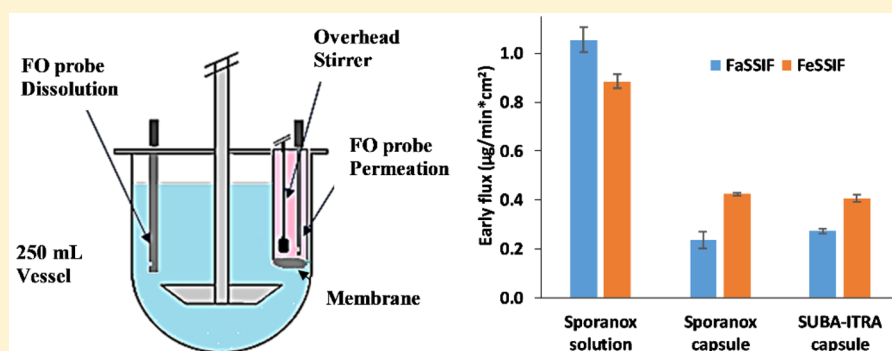 FO probe
Dissolution
Overhead
Stirrer
FO probe
Permeation
250 mL
Vessel
Membrane
Early flux (µg/min*cm²)
1.0
0.8
0.6
0.4
0.2
0.0
FaSSIF FeSSIF
Sporanox
solution
Sporanox
capsule
SUBA-ITRA
capsule